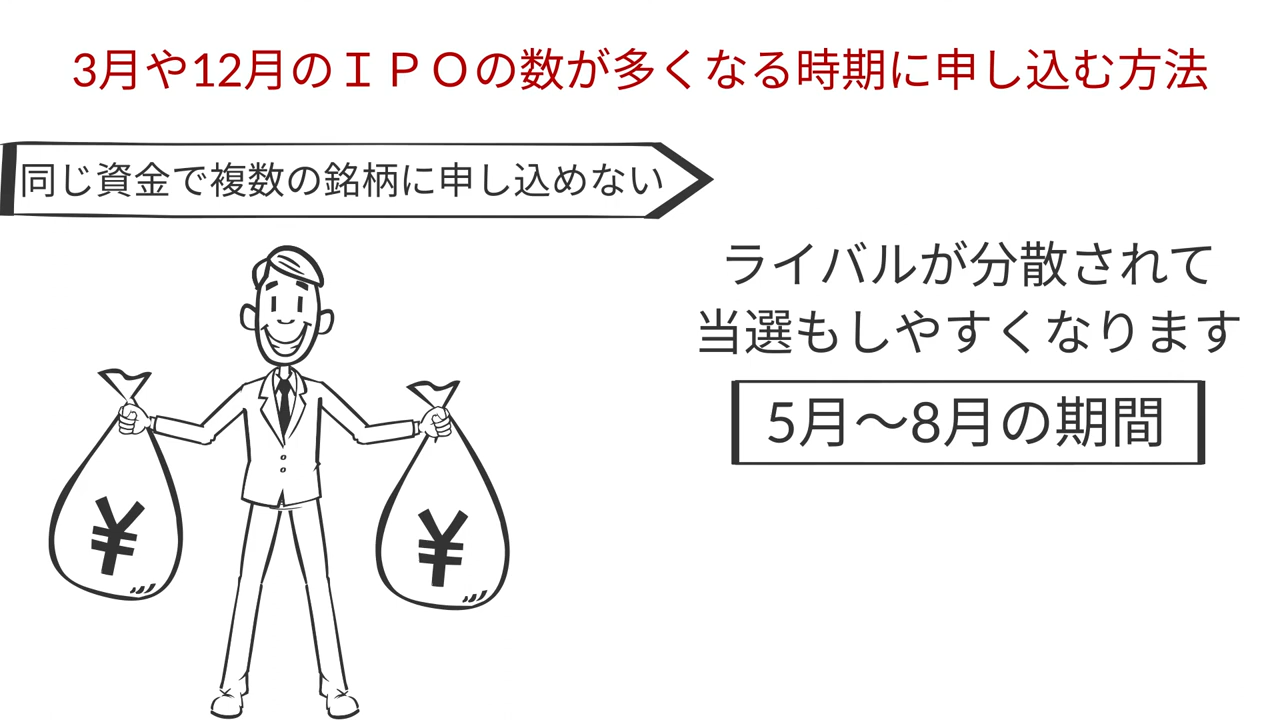 3月や12月のＩＰＯの数が多くなる時期に申し込む方法
同じ資金で複数の銘柄に申し込めない
ライバルが分散されて
当選もしやすくなります
5月～8月の期間
¥
¥